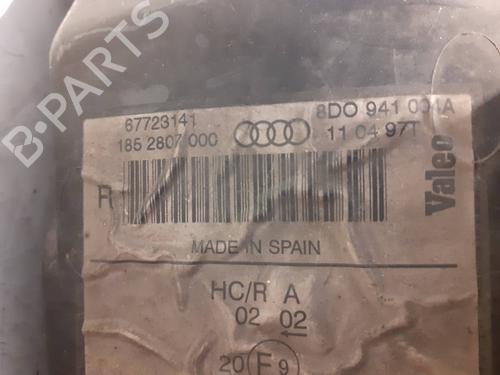 B-PARTS
67723141
8D0 941 004A
185 2807 000
11 04 97T
R
Valeo
MADE IN SPAIN
HC/R A
02 02
20 E 9